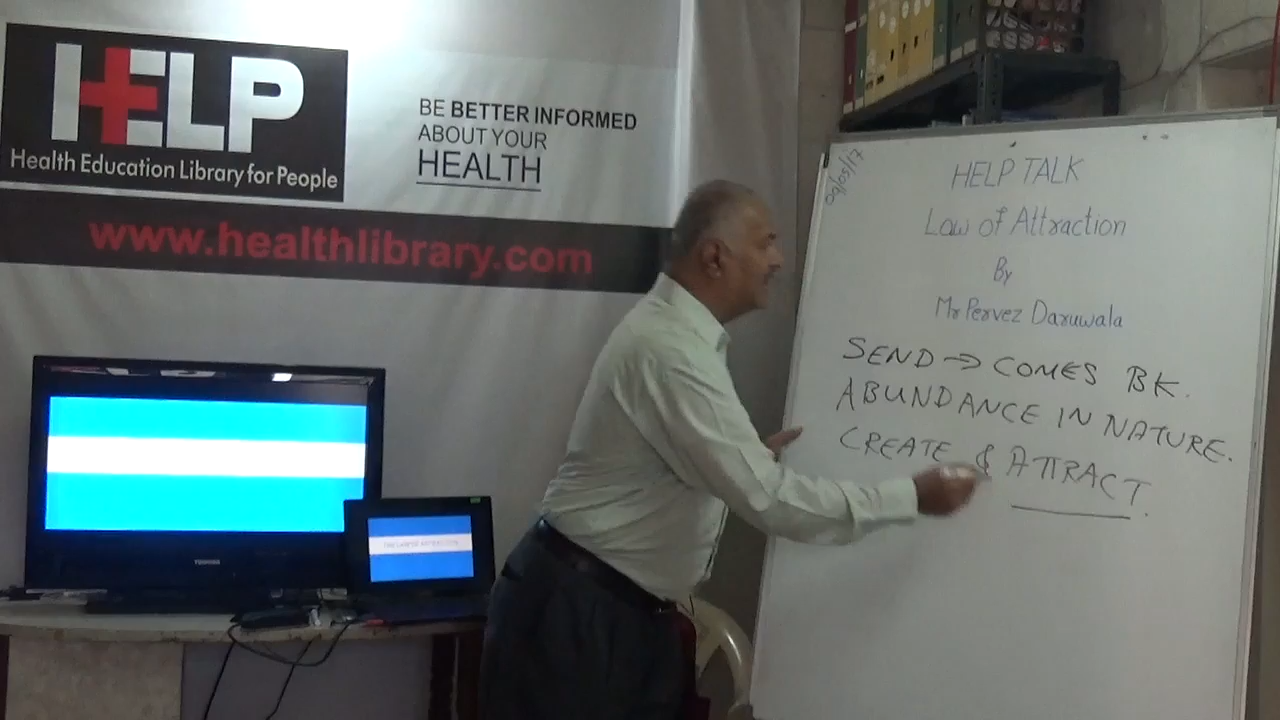 HELP
Health Education Library for People
BE BETTER INFORMED
ABOUT YOUR
HEALTH
www.healthlibrary.com
TOSHIBA
HELP TALK
Law of Attraction
By
Mr Pervez Daruwala
SEND → COMES BK.
ABUNDANCE IN NATURE.
CREATE & ATTRACT.